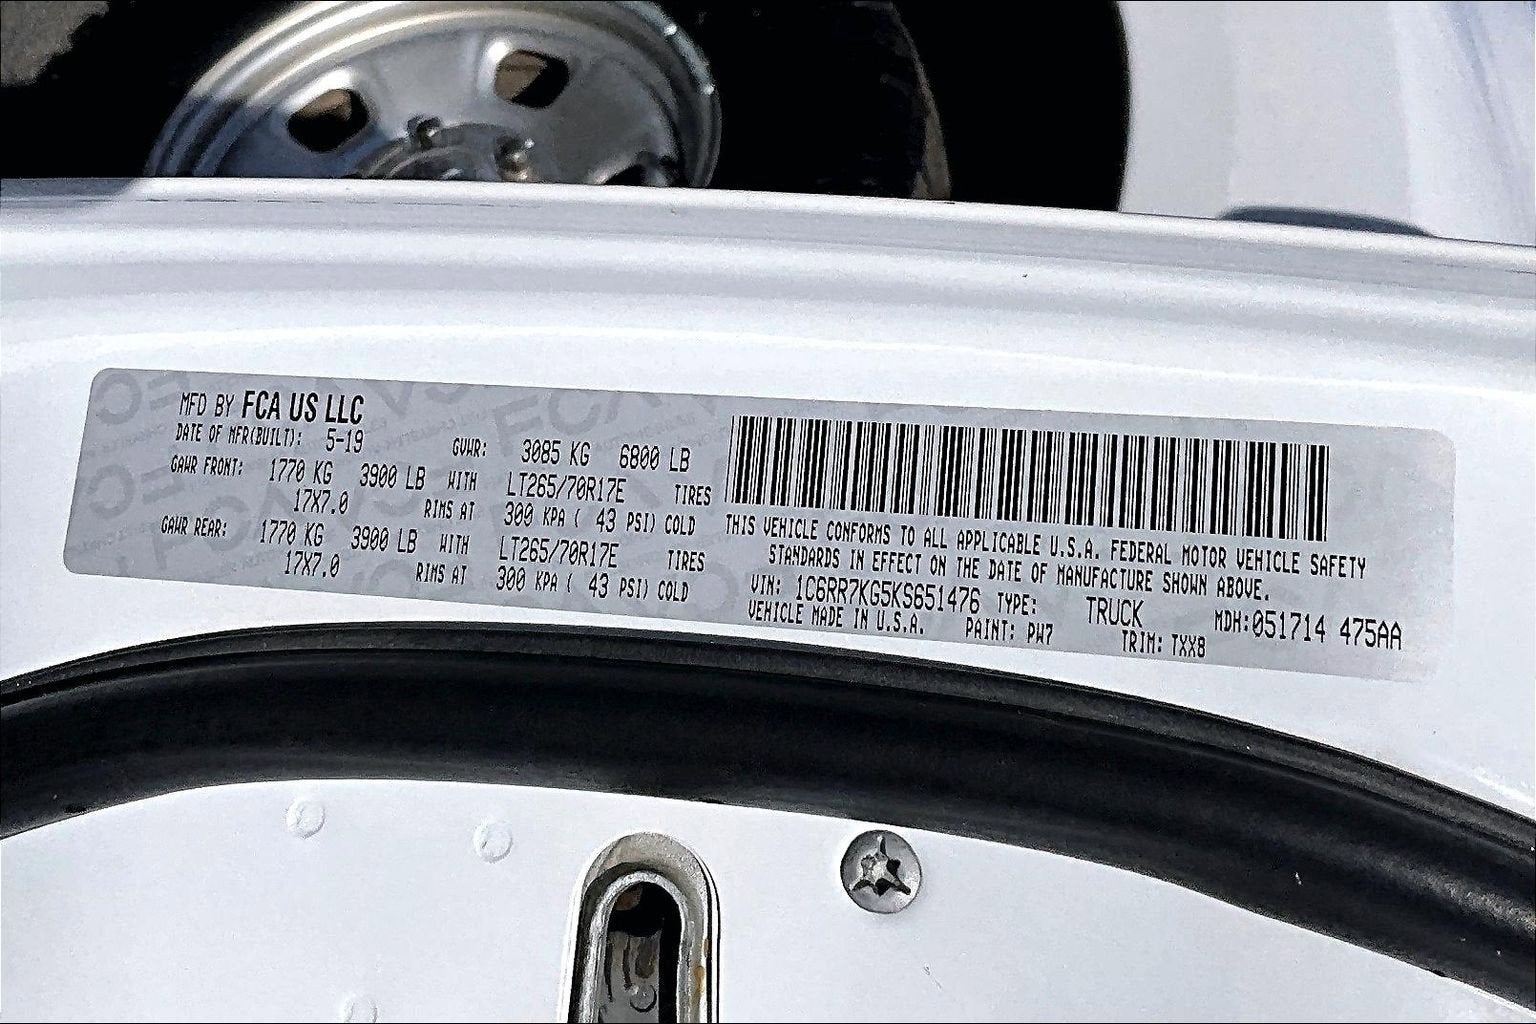 MFD BY FCA US LLC
DATE OF MFR(BUILT): 5-19 GVWR: 3085 KG 6800 LB
GAWR FRONT: 1770 KG 3900 LB WITH LT265/70R17E TIRES
17X7.0 RIMS AT 300 KPA ( 43 PSI) COLD
GAWR REAR: 1770 KG 3900 LB WITH LT265/70R17E TIRES
17X7.0 RIMS AT 300 KPA ( 43 PSI) COLD
THIS VEHICLE CONFORMS TO ALL APPLICABLE U.S.A. FEDERAL MOTOR VEHICLE SAFETY
STANDARDS IN EFFECT ON THE DATE OF MANUFACTURE SHOWN ABOVE.
VIN: 1C6RR7KG5KS651476 TYPE: TRUCK MDH:051714 475AA
VEHICLE MADE IN U.S.A. PAINT: PW7 TRIM: TXX8